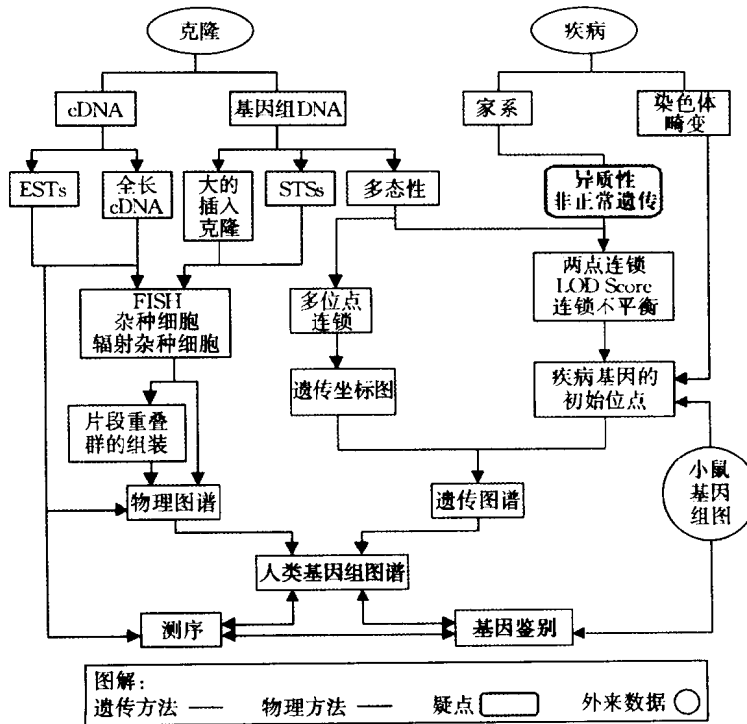 克隆
疾病
cDNA
基因组DNA
家系
染色体
畸变
ESTs
全长
cDNA
大的
插入
克隆
STSs
多态性
异质性
非正常遗传
FISH
杂种细胞
辐射杂种细胞
多位点
连锁
两点连锁
LOD Score
连锁不平衡
遗传坐标图
疾病基因的
初始位点
片段重叠
群的组装
小鼠
基因
组图
物理图谱
遗传图谱
人类基因组图谱
测序
基因鉴别
图解：
遗传方法
物理方法
疑点
外来数据